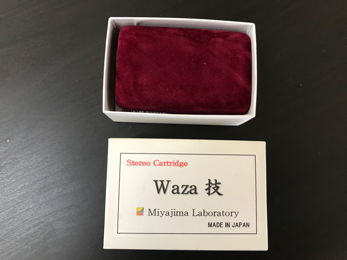 Stereo Cartridge
Waza 技
Miyajima Laboratory
MADE IN JAPAN